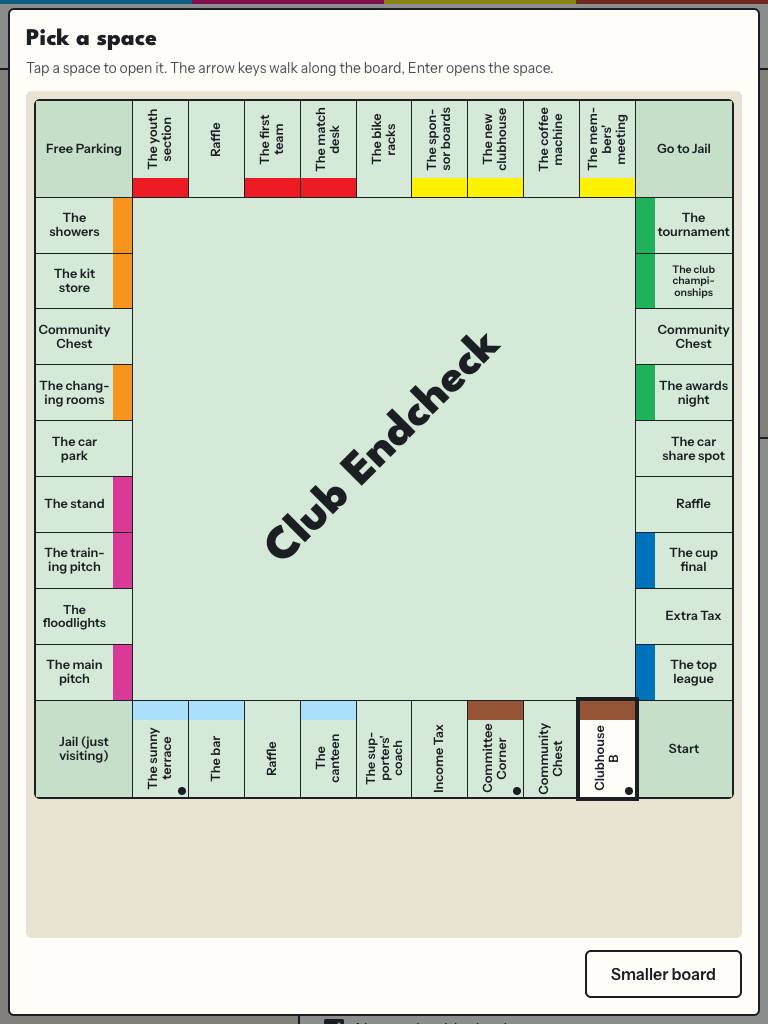 Pick a space
Tap a space to open it. The arrow keys walk along the board, Enter opens the space.
Free Parking
The youth
section
Raffle
The first
team
The match
desk
The bike
racks
The spon-
sor boards
The new
clubhouse
The coffee
machine
The mem-
bers'
meeting
Go to Jail
The
showers
The
tournament
The kit
store
The club
champi-
onships
Community
Chest
Community
Chest
The chang-
ing rooms
The awards
night
The car
park
The car
share spot
The stand
Raffle
The train-
ing pitch
The cup
final
The
floodlights
Extra Tax
The main
pitch
The top
league
Club Endcheck
Jail (just
visiting)
The sunny
terrace
The bar
Raffle
The
canteen
The sup-
porters'
coach
Income Tax
Committee
Corner
Community
Chest
Clubhouse
B
Start
Smaller board